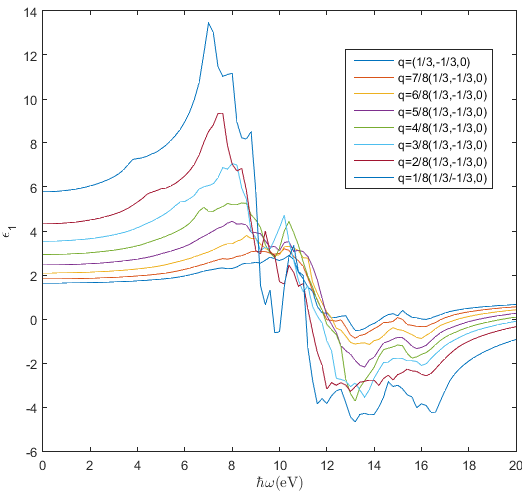 14
12
10
8
6
4
2
0
-2
-4
-6
ϵ1
q=(1/3,-1/3,0)
q=7/8(1/3,-1/3,0)
q=6/8(1/3,-1/3,0)
q=5/8(1/3,-1/3,0)
q=4/8(1/3,-1/3,0)
q=3/8(1/3,-1/3,0)
q=2/8(1/3,-1/3,0)
q=1/8(1/3/-1/3,0)
0 2 4 6 8 10 12 14 16 18 20
ℏω(eV)